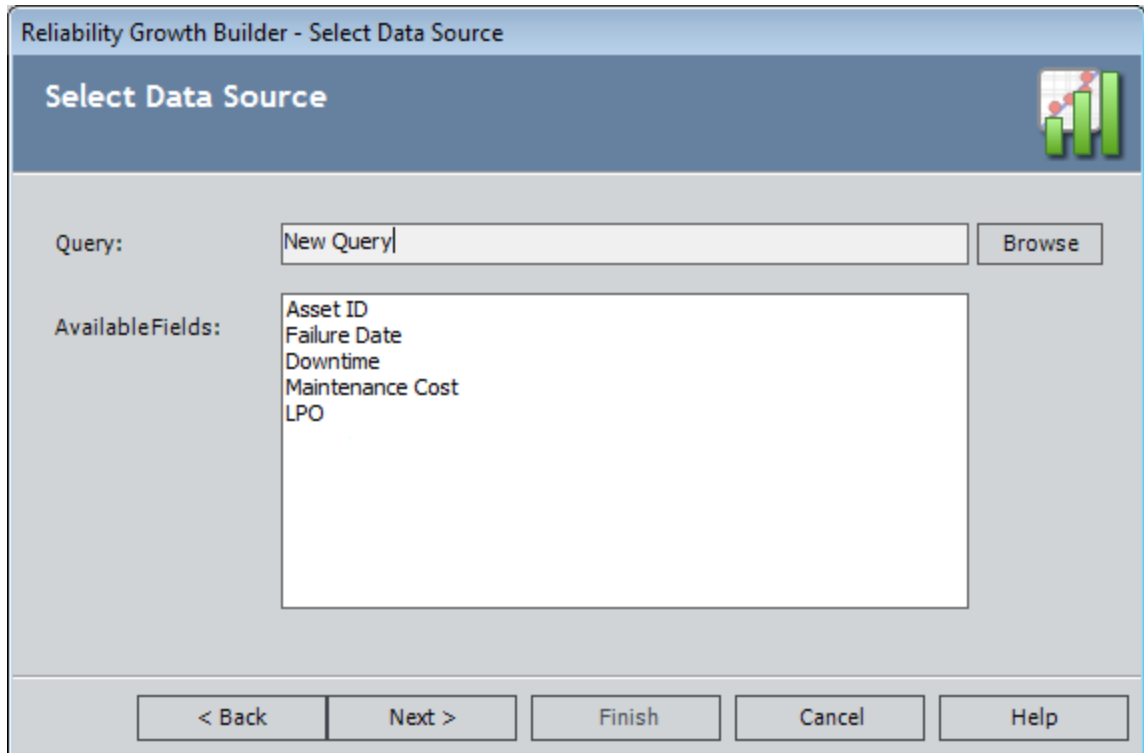 Reliability Growth Builder - Select Data Source
Select Data Source
Query:
New Query
Browse
AvailableFields:
Asset ID
Failure Date
Downtime
Maintenance Cost
LPO
< Back
Next >
Finish
Cancel
Help